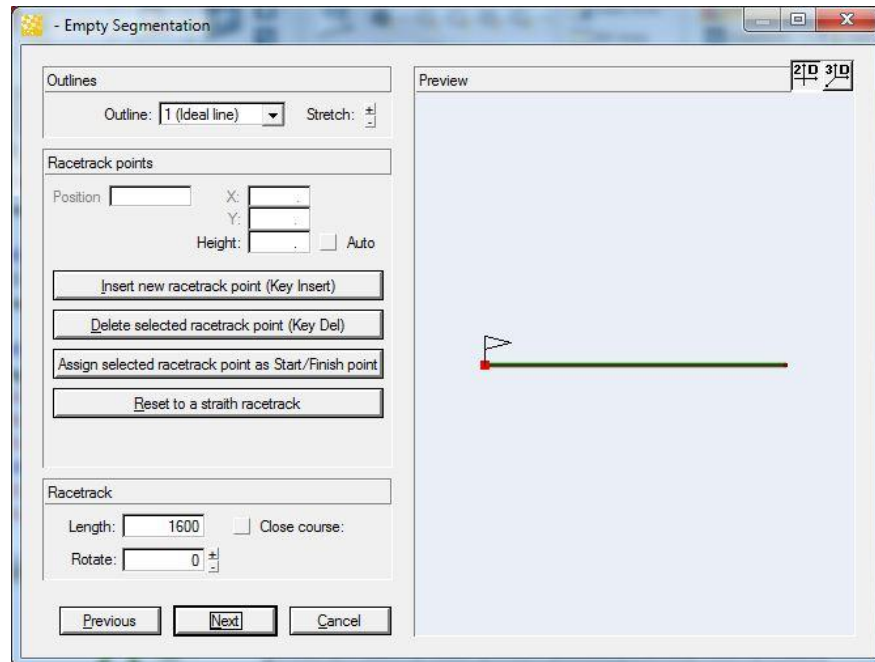 - Empty Segmentation
Outlines
Outline: 1 (Ideal line) Stretch: + -
Racetrack points
Position X: .
Y: .
Height: . Auto
Insert new racetrack point (Key Insert)
Delete selected racetrack point (Key Del)
Assign selected racetrack point as Start/Finish point
Reset to a straith racetrack
Racetrack
Length: 1600 Close course:
Rotate: 0 + -
Previous Next Cancel
Preview
2D 3D